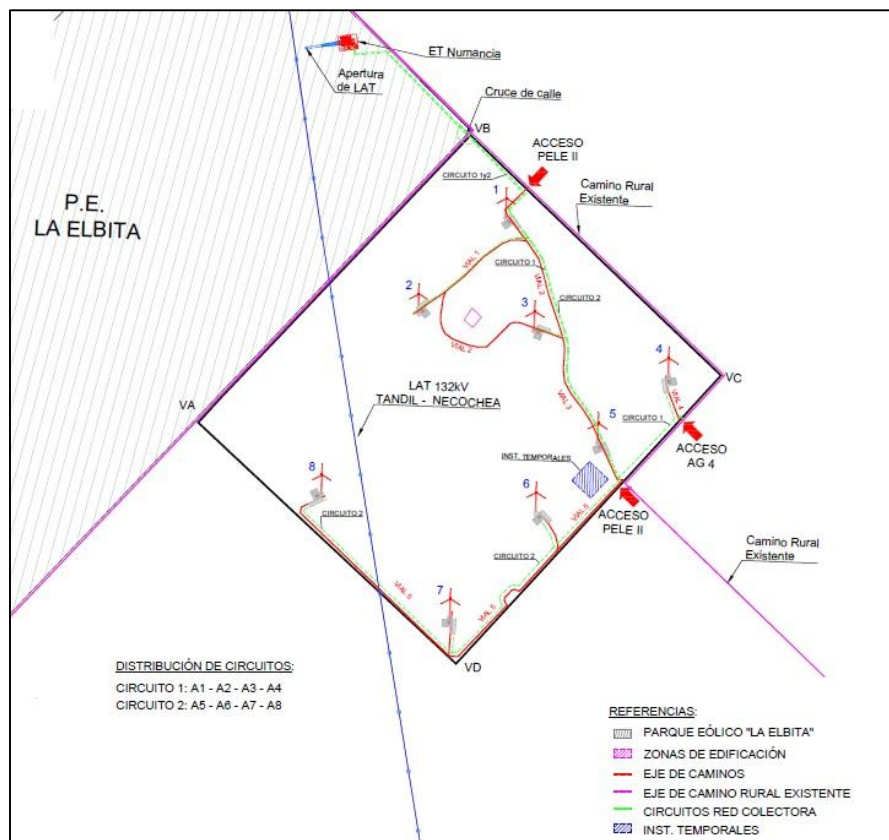 ET Numancia
Apertura
de LAT
Cruce de calle
VB
ACCESO
PELE II
CIRCUITO 1y2
Camino Rural
Existente
P.E.
LA ELBITA
1
VIAL 1
CIRCUITO 1
VIAL 2
CIRCUITO 2
2
3
VIAL 2
4
VC
VIAL 3
VIAL 4
LAT 132kV
TANDIL - NECOCHEA
VA
5
CIRCUITO 1
ACCESO
AG 4
INST. TEMPORALES
8
6
VIAL 5
ACCESO
PELE II
CIRCUITO 2
CIRCUITO 2
Camino Rural
Existente
VIAL 5
7
VIAL 5
VD
DISTRIBUCIÓN DE CIRCUITOS:
CIRCUITO 1: A1 - A2 - A3 - A4
CIRCUITO 2: A5 - A6 - A7 - A8
REFERENCIAS:
PARQUE EÓLICO "LA ELBITA"
ZONAS DE EDIFICACIÓN
EJE DE CAMINOS
EJE DE CAMINO RURAL EXISTENTE
CIRCUITOS RED COLECTORA
INST. TEMPORALES